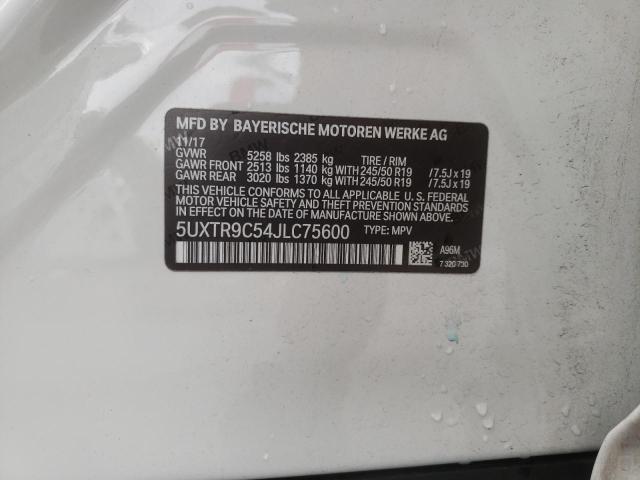 MFD BY BAYERISCHE MOTOREN WERKE AG
11/17
GVWR 5258 lbs 2385 kg TIRE / RIM
GAWR FRONT 2513 lbs 1140 kg WITH 245/50 R19 /7.5J x 19
GAWR REAR 3020 lbs 1370 kg WITH 245/50 R19 /7.5J x 19
THIS VEHICLE CONFORMS TO ALL APPLICABLE U. S. FEDERAL
MOTOR VEHICLE SAFETY AND THEFT PREVENTION STANDARDS
IN EFFECT ON THE DATE OF MANUFACTURE SHOWN ABOVE.
5UXTR9C54JLC75600 TYPE: MPV
A96M
7 320 730